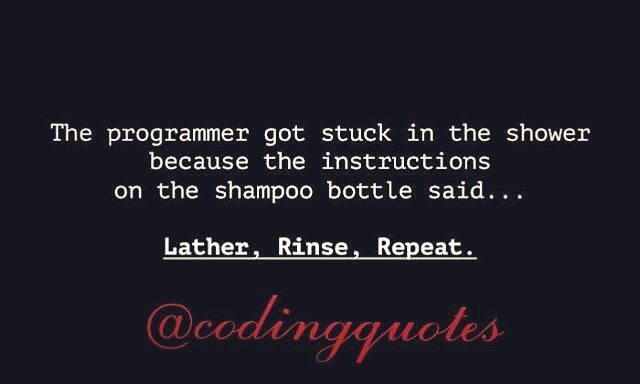 The programmer got stuck in the shower
because the instructions
on the shampoo bottle said...
Lather, Rinse, Repeat.
@codingquotes